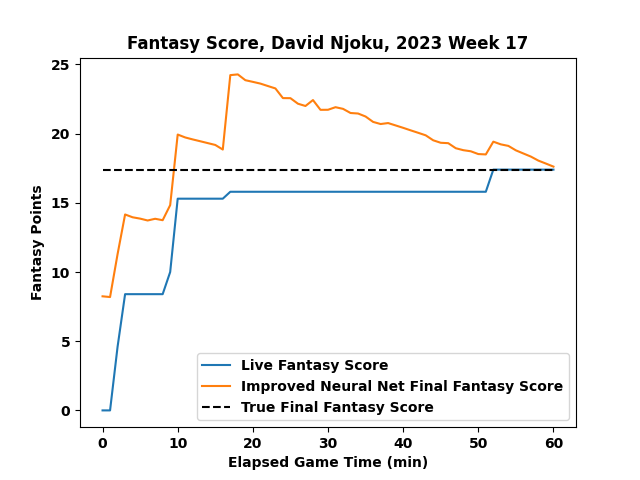 Fantasy Score, David Njoku, 2023 Week 17
Fantasy Points
25
20
15
10
5
0
Live Fantasy Score
Improved Neural Net Final Fantasy Score
True Final Fantasy Score
0 10 20 30 40 50 60
Elapsed Game Time (min)